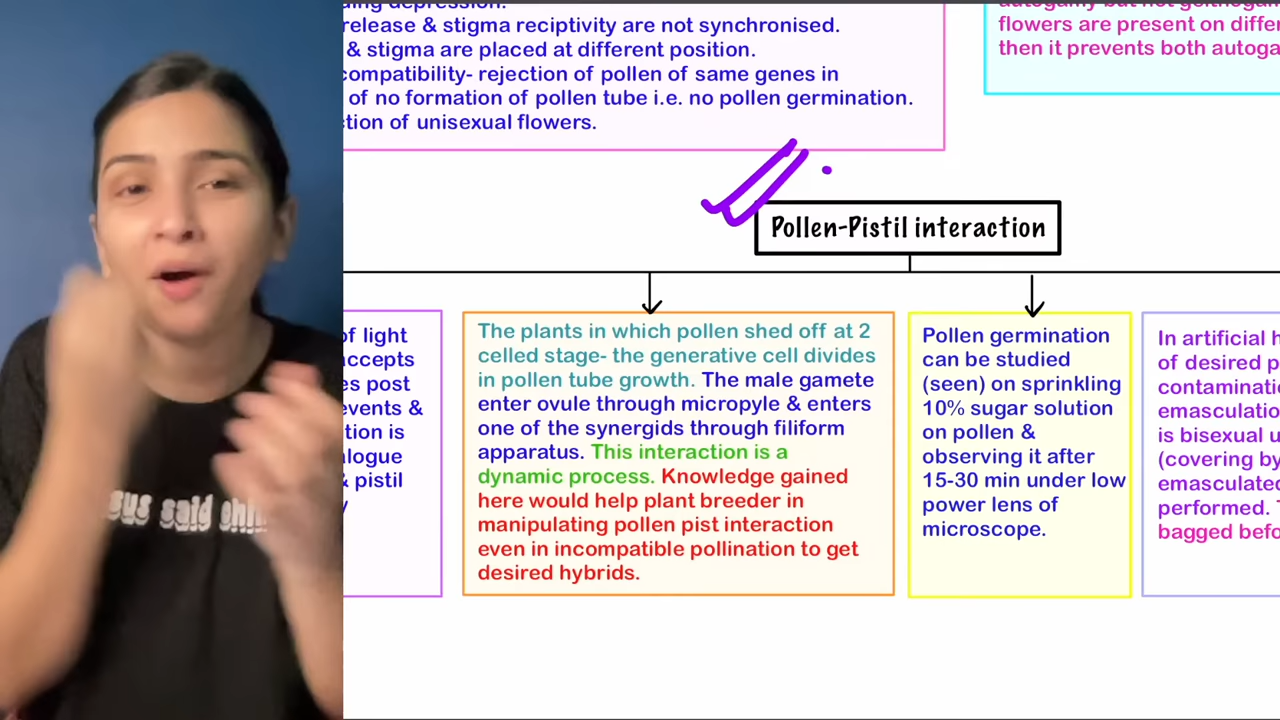 release & stigma reciptivity are not synchronised.
& stigma are placed at different position.
compatibility- rejection of pollen of same genes in
of no formation of pollen tube i.e. no pollen germination.
ction of unisexual flowers.
flowers are present on diffe
then it prevents both autoga
Pollen-Pistil interaction
of light
accepts
es post
events &
tion is
alogue
& pistil
y
The plants in which pollen shed off at 2
celled stage- the generative cell divides
in pollen tube growth. The male gamete
enter ovule through micropyle & enters
one of the synergids through filiform
apparatus. This interaction is a
dynamic process. Knowledge gained
here would help plant breeder in
manipulating pollen pist interaction
even in incompatible pollination to get
desired hybrids.
Pollen germination
can be studied
(seen) on sprinkling
10% sugar solution
on pollen &
observing it after
15-30 min under low
power lens of
microscope.
In artificial h
of desired p
contaminati
emasculatio
is bisexual u
(covering by
emasculated
performed. T
bagged befo
said